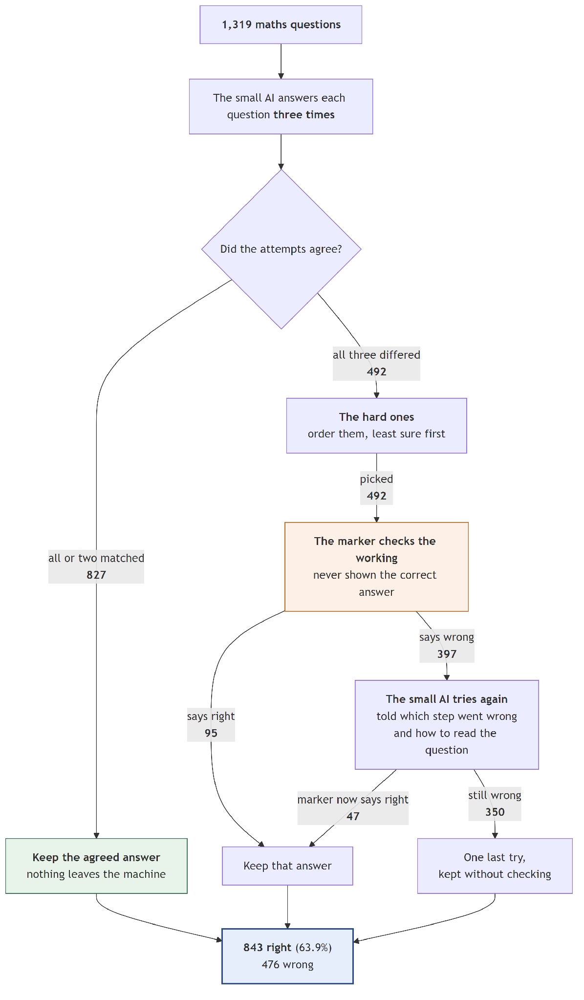 1,319 maths questions
The small AI answers each
question three times
Did the attempts agree?
all three differed
492
The hard ones
order them, least sure first
picked
492
The marker checks the
working
never shown the correct
answer
all or two matched
827
says wrong
397
The small AI tries again
told which step went wrong
and how to read the
question
says right
95
marker now says right
47
still wrong
350
Keep the agreed answer
nothing leaves the machine
Keep that answer
One last try,
kept without checking
843 right (63.9%)
476 wrong